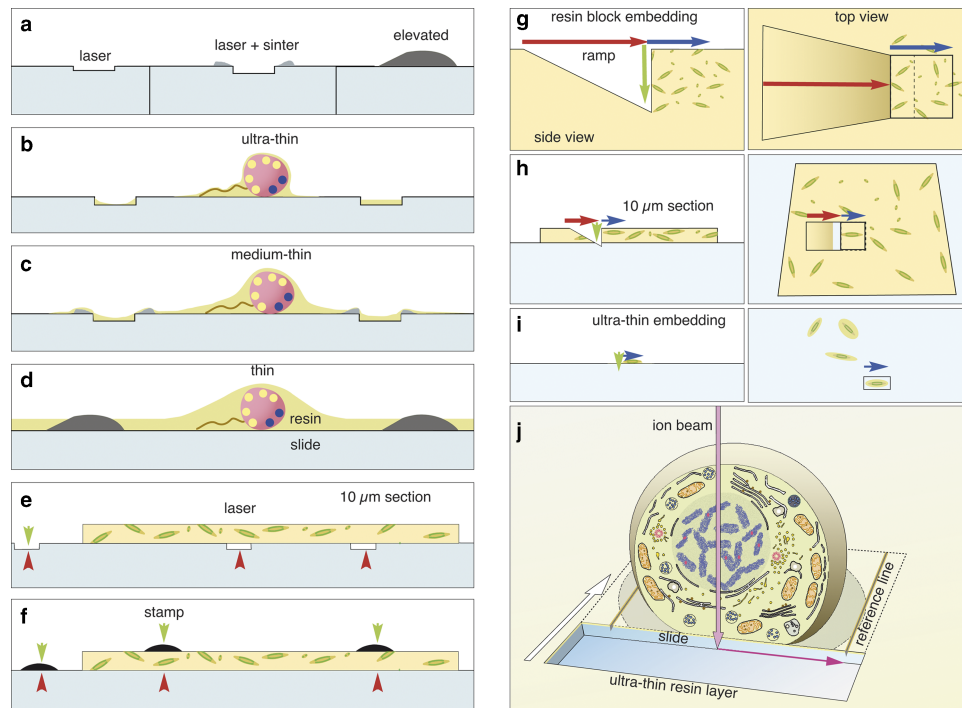 a
laser
laser + sinter
elevated
b
ultra-thin
c
medium-thin
d
thin
resin
slide
e
laser
10 µm section
f
stamp
g
resin block embedding
ramp
side view
top view
h
10 µm section
i
ultra-thin embedding
j
ion beam
slide
reference line
ultra-thin resin layer